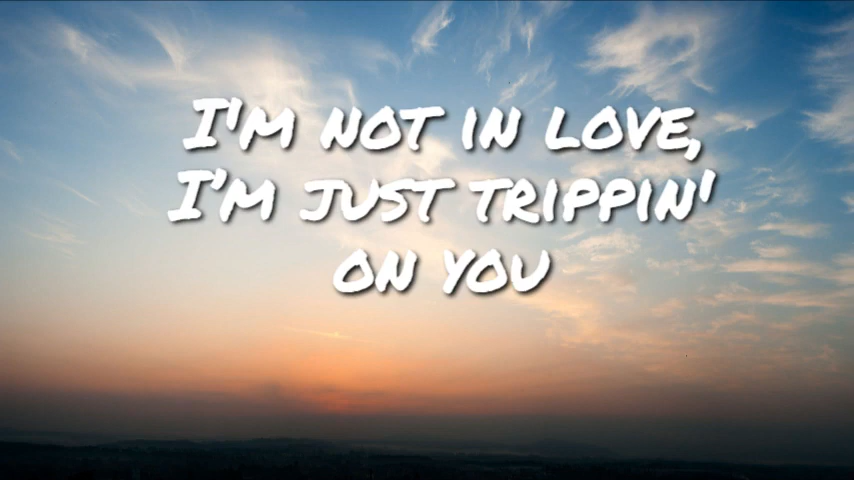 I'M NOT IN LOVE,
I'M JUST TRIPPIN'
ON YOU